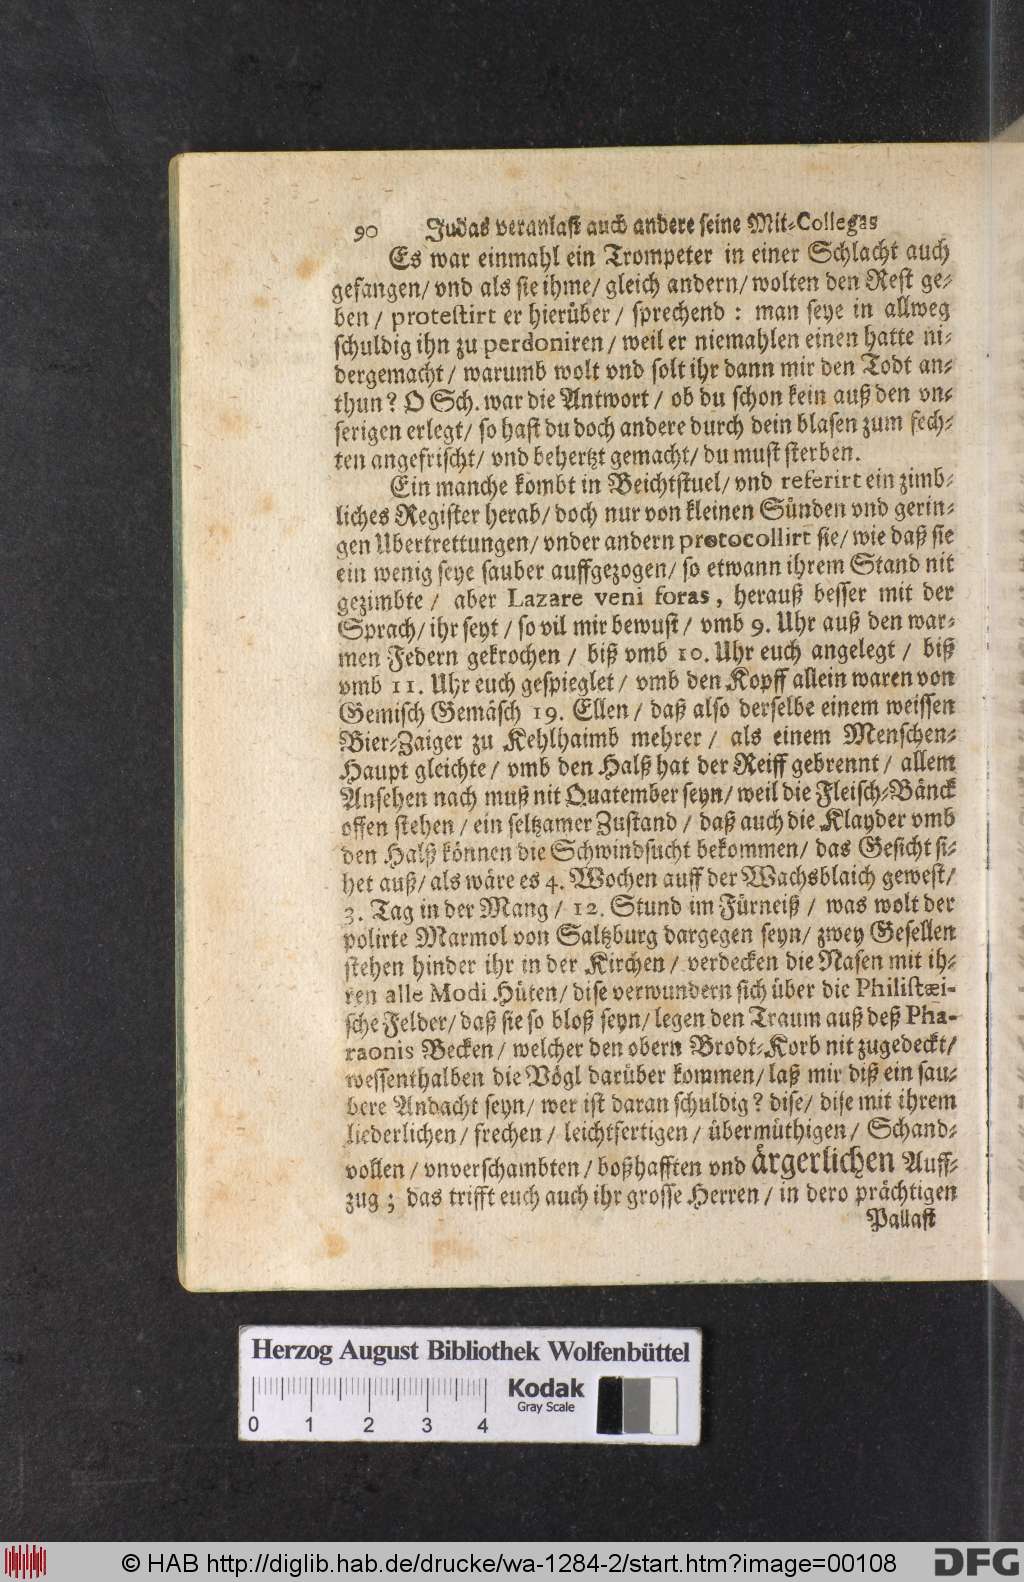 90 Judas veranlast auch andere seine Mit-Collegas
Es war einmahl ein Trompeter in einer Schlacht auch
gefangen/ vnd als sie ihme/ gleich andern/ wolten den Rest ge-
ben / protestirt er hierüber / sprechend : man seye in allweg
schuldig ihn zu perdoniren / weil er niemahlen einen hatte ni-
dergemacht / warumb wolt vnd solt ihr dann mir den Todt an-
thun? O Sch. war die Antwort / ob du schon kein auß den vn-
serigen erlegt/ so hast du doch andere durch dein blasen zum fech-
ten angefrischt/ vnd behertzt gemacht/ du must sterben.
Ein manche kombt in Beichtstuel/ vnd referirt ein zimb-
liches Register herab/ doch nur von kleinen Sünden vnd gerin-
gen Ubertrettungen/ vnder andern protocollirt sie/ wie daß sie
ein wenig seye sauber auffgezogen/ so etwann ihrem Stand nit
gezimbte / aber Lazare veni foras, herauß besser mit der
Sprach/ ihr seyt / so vil mir bewust / vmb 9. Uhr auß den war-
men Federn gekrochen / biß vmb 10. Uhr euch angelegt / biß
vmb 11. Uhr euch gespieglet / vmb den Kopff allein waren von
Gemisch Gemäsch 19. Ellen / daß also derselbe einem weissen
Bier-Zaiger zu Kehlhaimb mehrer / als einem Menschen-
Haupt gleichte / vmb den Halß hat der Reiff gebrennt / allem
Ansehen nach muß nit Quatember seyn/ weil die Fleisch-Bänck
offen stehen / ein seltzamer Zustand / daß auch die Klayder vmb
den Halß können die Schwindsucht bekommen/ das Gesicht si-
het auß/ als wäre es 4. Wochen auff der Wachsblaich gewest/
3. Tag in der Mang / 12. Stund im Fürneiß / was wolt der
polirte Marmol von Saltzburg dargegen seyn/ zwey Gesellen
stehen hinder ihr in der Kirchen / verdecken die Nasen mit ih-
ren alle Modi Hüten/ dise verwundern sich über die Philistæi-
sche Felder/ daß sie so bloß seyn/ legen den Traum auß deß Pha-
raonis Becken / welcher den obern Brodt-Korb nit zugedeckt/
wessenthalben die Vögl darüber kommen/ laß mir diß ein sau-
bere Andacht seyn/ wer ist daran schuldig? dise/ dise mit ihrem
liederlichen/ frechen / leichtfertigen / übermüthigen / Schand-
vollen / vnverschambten / boßhafften vnd ärgerlichen Auff-
zug ; das trifft euch auch ihr grosse Herren / in dero prächtigen
Pallast
Herzog August Bibliothek Wolfenbüttel
Kodak
Gray Scale
0 1 2 3 4
© HAB http://diglib.hab.de/drucke/wa-1284-2/start.htm?image=00108
DFG